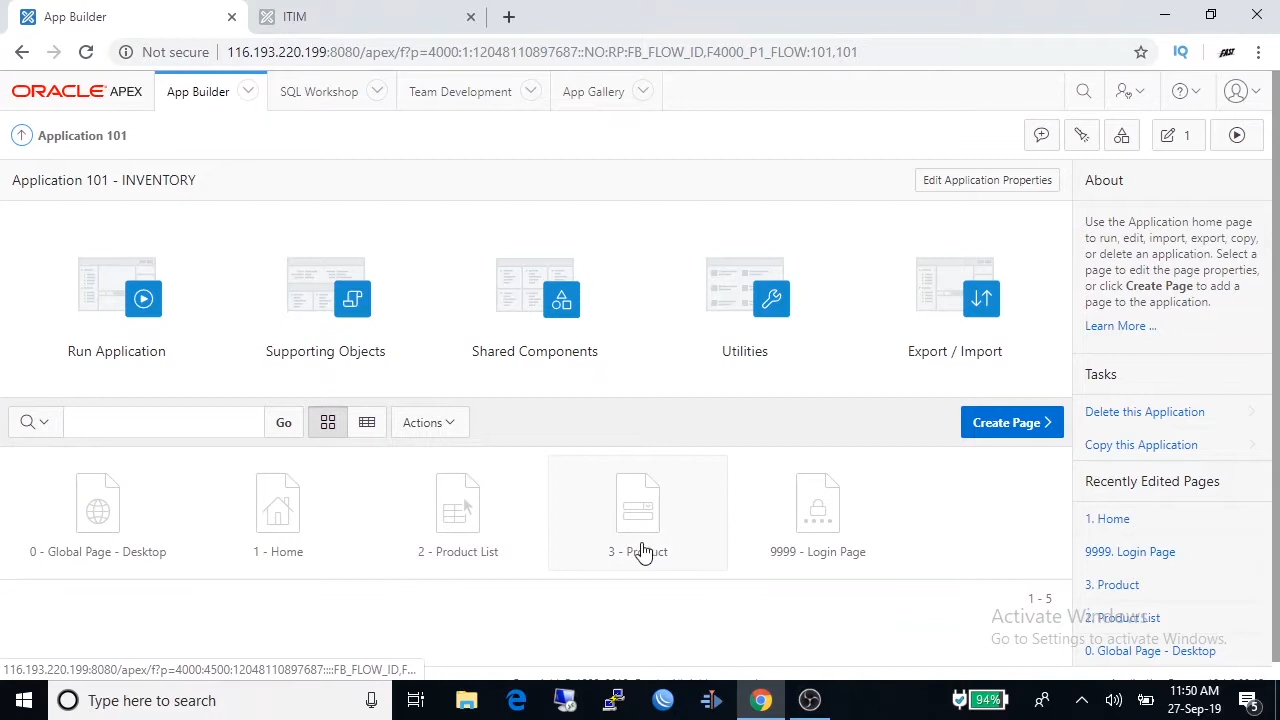 App Builder
ITIM
Not secure
116.193.220.199:8080/apex/f?p=4000:1:12048110897687::NO:RP:FB_FLOW_ID,F4000_P1_FLOW:101,101
IQ
FAST
ORACLE APEX
App Builder
SQL Workshop
Team Development
App Gallery
Application 101
1
Application 101 - INVENTORY
Edit Application Properties
About
Use the Application home page
to run, edit, import, export, copy,
or delete an application. Select a
page to edit the page properties,
or click Create Page to add a
page to the application.
Learn More ...
Run Application
Supporting Objects
Shared Components
Utilities
Export / Import
Tasks
Delete this Application
Copy this Application
Go
Actions
Create Page
Recently Edited Pages
0 - Global Page - Desktop
1 - Home
2 - Product List
3 - Product
9999 - Login Page
1. Home
9999. Login Page
3. Product
2. Product List
0. Global Page - Desktop
1 - 5
Activate Windows
Go to Settings to activate Windows.
116.193.220.199:8080/apex/f?p=4000:4500:12048110897687::::FB_FLOW_ID,F...
Type here to search
94%
11:50 AM
27-Sep-19
5